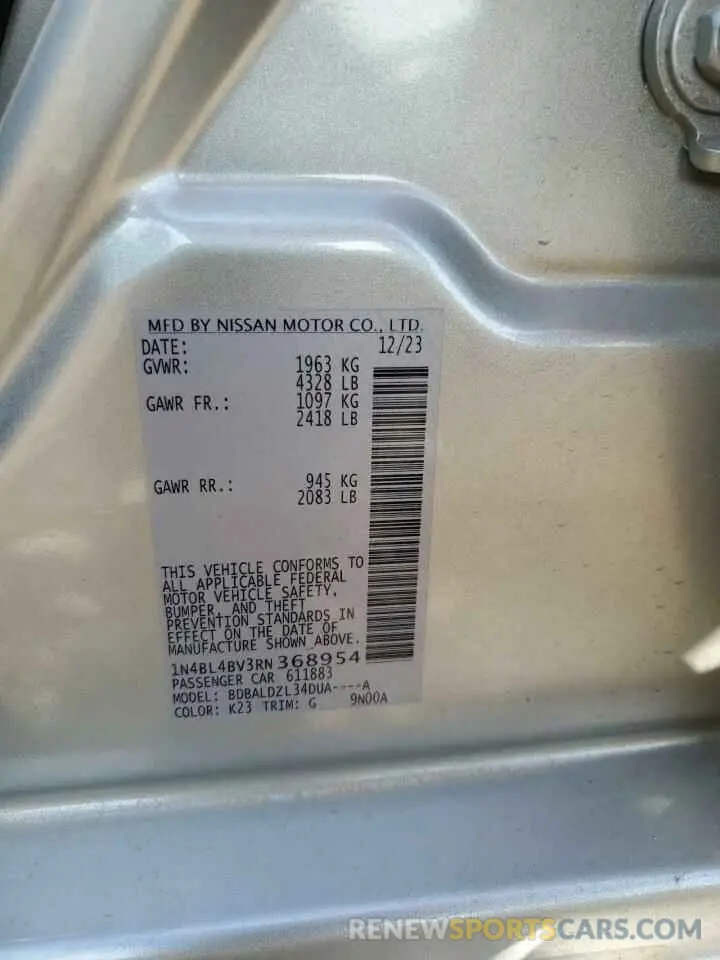 MFD BY NISSAN MOTOR CO., LTD.
DATE: 12/23
GVWR: 1963 KG
4328 LB
GAWR FR.: 1097 KG
2418 LB
GAWR RR.: 945 KG
2083 LB
THIS VEHICLE CONFORMS TO
ALL APPLICABLE FEDERAL
MOTOR VEHICLE SAFETY,
BUMPER, AND THEFT
PREVENTION STANDARDS IN
EFFECT ON THE DATE OF
MANUFACTURE SHOWN ABOVE.
1N4BL4BV3RN368954
PASSENGER CAR 611883
MODEL: BDBALDZL34DUA----A
COLOR: K23 TRIM: G 9N00A
RENEWSPORTSCARS.COM